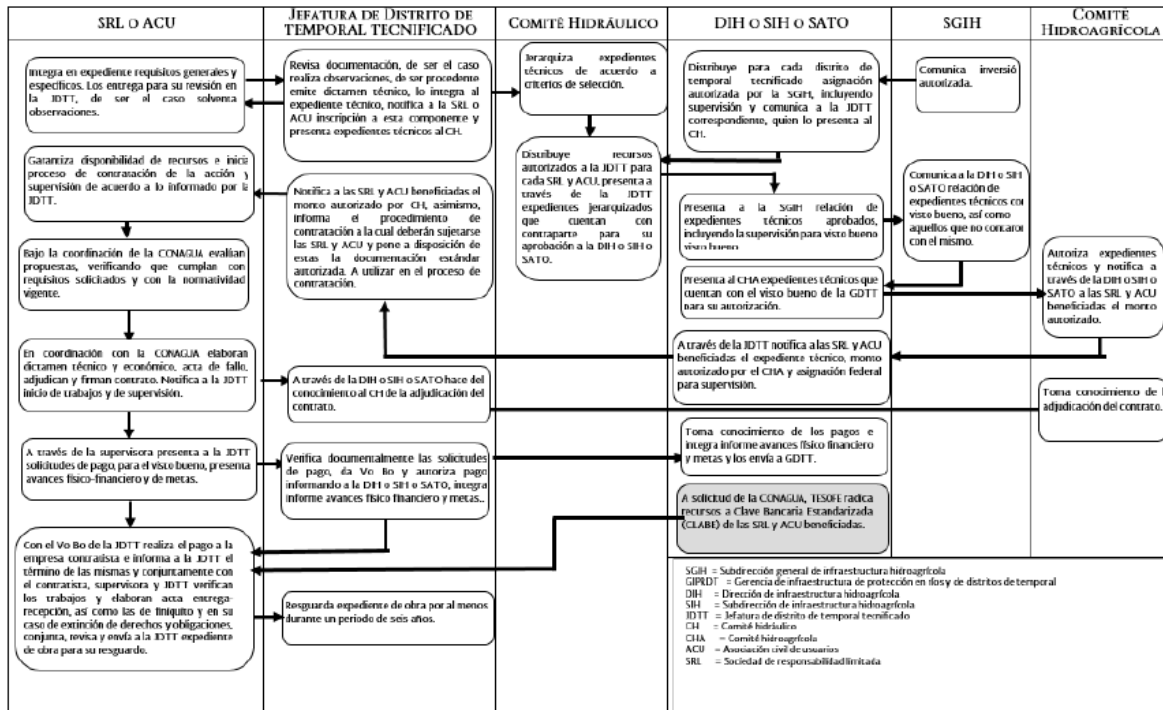 SRL O ACU
JEFATURA DE DISTRITO DE
TEMPORAL TECNIFICADO
COMITÉ HIDRÁULICO
DIH O SIH O SATO
SGIH
COMITÉ
HIDROAGRÍCOLA
Integra en expediente requisitos generales y
específicos. Los entrega para su revisión en
la JDTT, de ser el caso solventa
observaciones.
Revisa documentación, de ser el caso
realiza observaciones, de ser procedente
emite dictamen técnico, lo integra al
expediente técnico, notifica a la SRL o
ACU inscripción a esta componente y
presenta expedientes técnicos al CH.
Jerarquiza expedientes
técnicos de acuerdo a
criterios de selección.
Distribuye para cada distrito de
temporal tecnificado asignación
autorizada por la SGIH, incluyendo
supervisión y comunica a la JDTT
correspondiente, quien lo presenta al
CH.
Comunica inversió
autorizada.
Garantiza disponibilidad de recursos e inicia
proceso de contratación de la acción y
supervisión de acuerdo a lo informado por la
JDTT.
Notifica a las SRL y ACU beneficiadas el
monto autorizado por CH, asimismo,
informa el procedimiento de
contratación a la cual deberán sujetarse
las SRL y ACU y pone a disposición de
estas la documentación estándar
autorizada. A utilizar en el proceso de
contratación.
Distribuye recursos
autorizados a la JDTT para
cada SRL y ACU, presenta a
través de la JDTT
expedientes jerarquizados
que cuentan con
contraparte para su
aprobación a la DIH o SIH o
SATO.
Presenta a la SGIH relación de
expedientes técnicos aprobados,
incluyendo la supervisión para visto bueno
visto bueno.
Comunica a la DIH o SIH
o SATO relación de
expedientes técnicos con
visto bueno, así como
aquellos que no contaron
con el mismo.
Bajo la coordinación de la CONAGUA evalúan
propuestas, verificando que cumplan con
requisitos solicitados y con la normatividad
vigente.
Presenta al CHA expedientes técnicos que
cuentan con el visto bueno de la GDTT
para su autorización.
Autoriza expedientes
técnicos y notifica a
través de la DIH o SIH o
SATO a las SRL y ACU
beneficiadas el monto
autorizado.
En coordinación con la CONAGUA elaboran
dictamen técnico y económico, acta de fallo,
adjudican y firman contrato. Notifica a la JDTT
inicio de trabajos y de supervisión.
A través de la DIH o SIH o SATO hace del
conocimiento al CH de la adjudicación del
contrato.
A través de la JDTT notifica a las SRL y ACU
beneficiadas el expediente técnico, monto
autorizado por el CHA y asignación federal
para supervisión.
Toma conocimiento de la
adjudicación del contrato.
A través de la supervisora presenta a la JDTT
solicitudes de pago, para el visto bueno, presenta
avances físico-financiero y de metas.
Verifica documentalmente las solicitudes
de pago, da Vo Bo y autoriza pago
informando a la DIH o SIH o SATO, integra
informe avances físico financiero y metas..
Toma conocimiento de los pagos e
integra informe avances físico financiero
y metas y los envía a GDTT.
A solicitud de la CONAGUA, TESOFE radica
recursos a Clave Bancaria Estandarizada
(CLABE) de las SRL y ACU beneficiadas.
Con el Vo Bo de la JDTT realiza el pago a la
empresa contratista e informa a la JDTT el
término de las mismas y conjuntamente con
el contratista, supervisora y JDTT verifican
los trabajos y elaboran acta entrega-
recepción, así como las de finiquito y en su
caso de extinción de derechos y obligaciones,
conjunta, revisa y envía a la JDTT expediente
de obra para su resguardo.
Resguarda expediente de obra por al menos
durante un periodo de seis años.
SGIH = Subdirección general de infraestructura hidroagrícola
GIPRDT = Gerencia de infraestructura de protección en ríos y de distritos de temporal
DIH = Dirección de infraestructura hidroagrícola
SIH = Subdirección de infraestructura hidroagrícola
JDTT = Jefatura de distrito de temporal tecnificado
CH = Comité hidráulico
CHA = Comité hidroagrícola
ACU = Asociación civil de usuarios
SRL = Sociedad de responsabilidad limitada